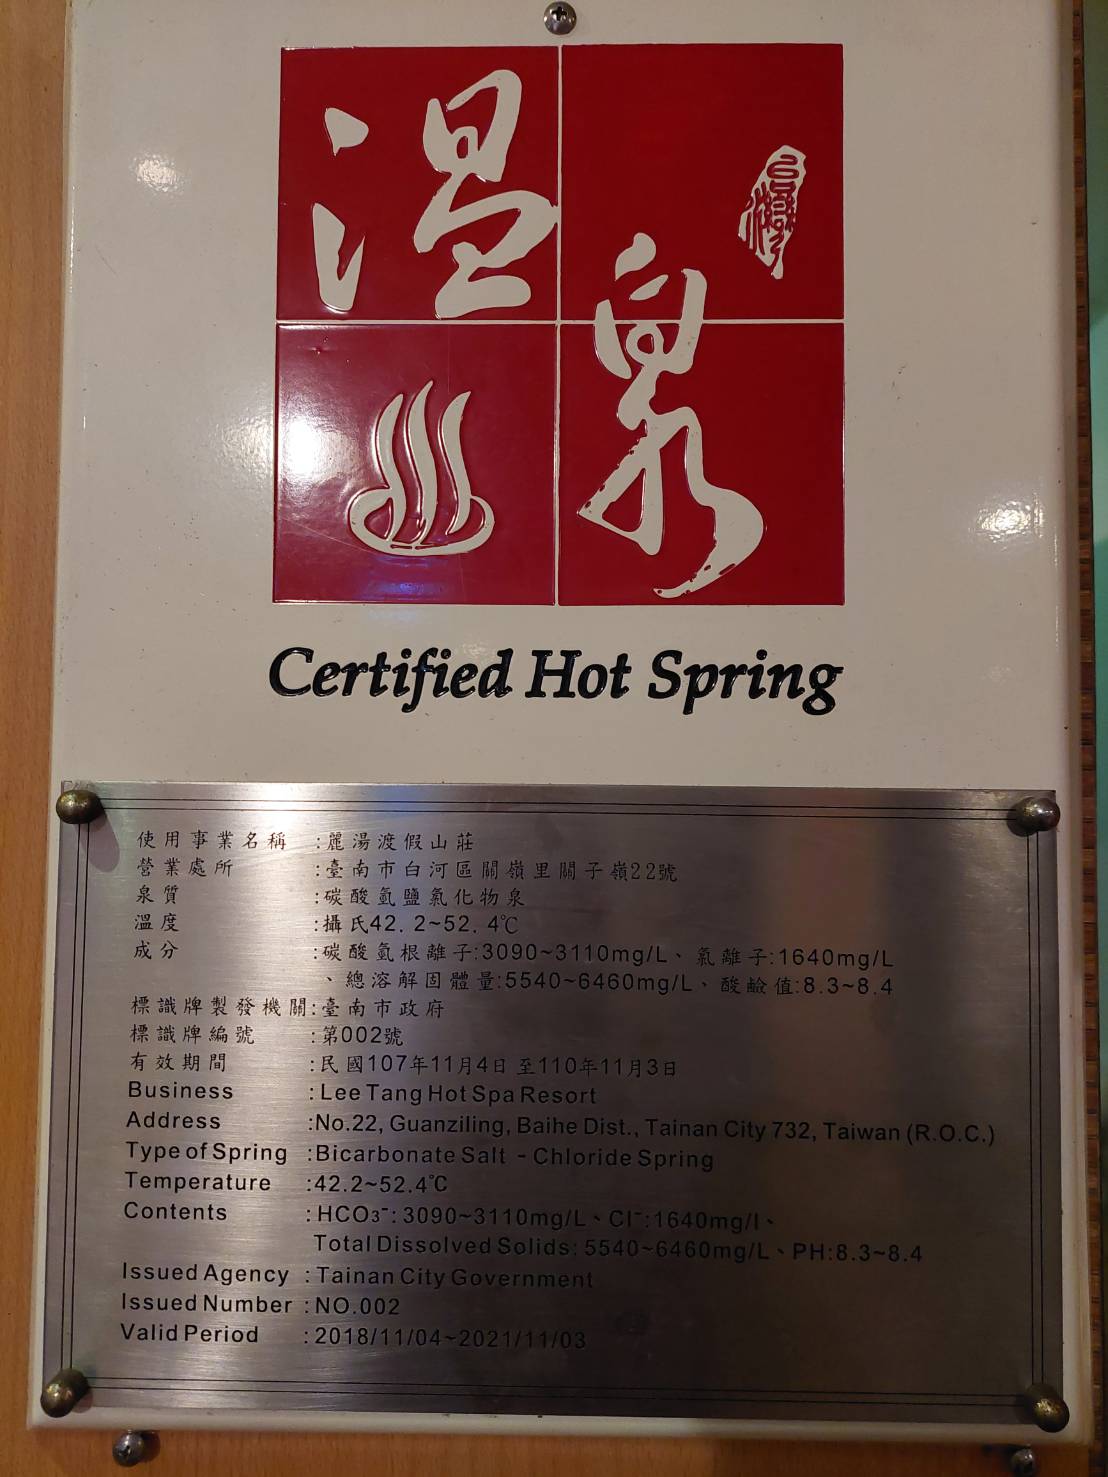 溫泉
台灣
Certified Hot Spring
使用事業名稱 :麗湯渡假山莊
營業處所 :臺南市白河區關嶺里關子嶺22號
泉質 :碳酸氫鹽氯化物泉
溫度 :攝氏42.2~52.4℃
成分 :碳酸氫根離子:3090~3110mg/L、氯離子:1640mg/L
、總溶解固體量:5540~6460mg/L、酸鹼值:8.3~8.4
標識牌製發機關:臺南市政府
標識牌編號 :第002號
有效期間 :民國107年11月4日至110年11月3日
Business :Lee Tang Hot Spa Resort
Address :No.22, Guanziling, Baihe Dist., Tainan City 732, Taiwan (R.O.C.)
Type of Spring :Bicarbonate Salt - Chloride Spring
Temperature :42.2~52.4℃
Contents :HCO₃⁻:3090~3110mg/L、Cl⁻:1640mg/l、
Total Dissolved Solids:5540~6460mg/L、PH:8.3~8.4
Issued Agency :Tainan City Government
Issued Number :NO.002
Valid Period :2018/11/04~2021/11/03